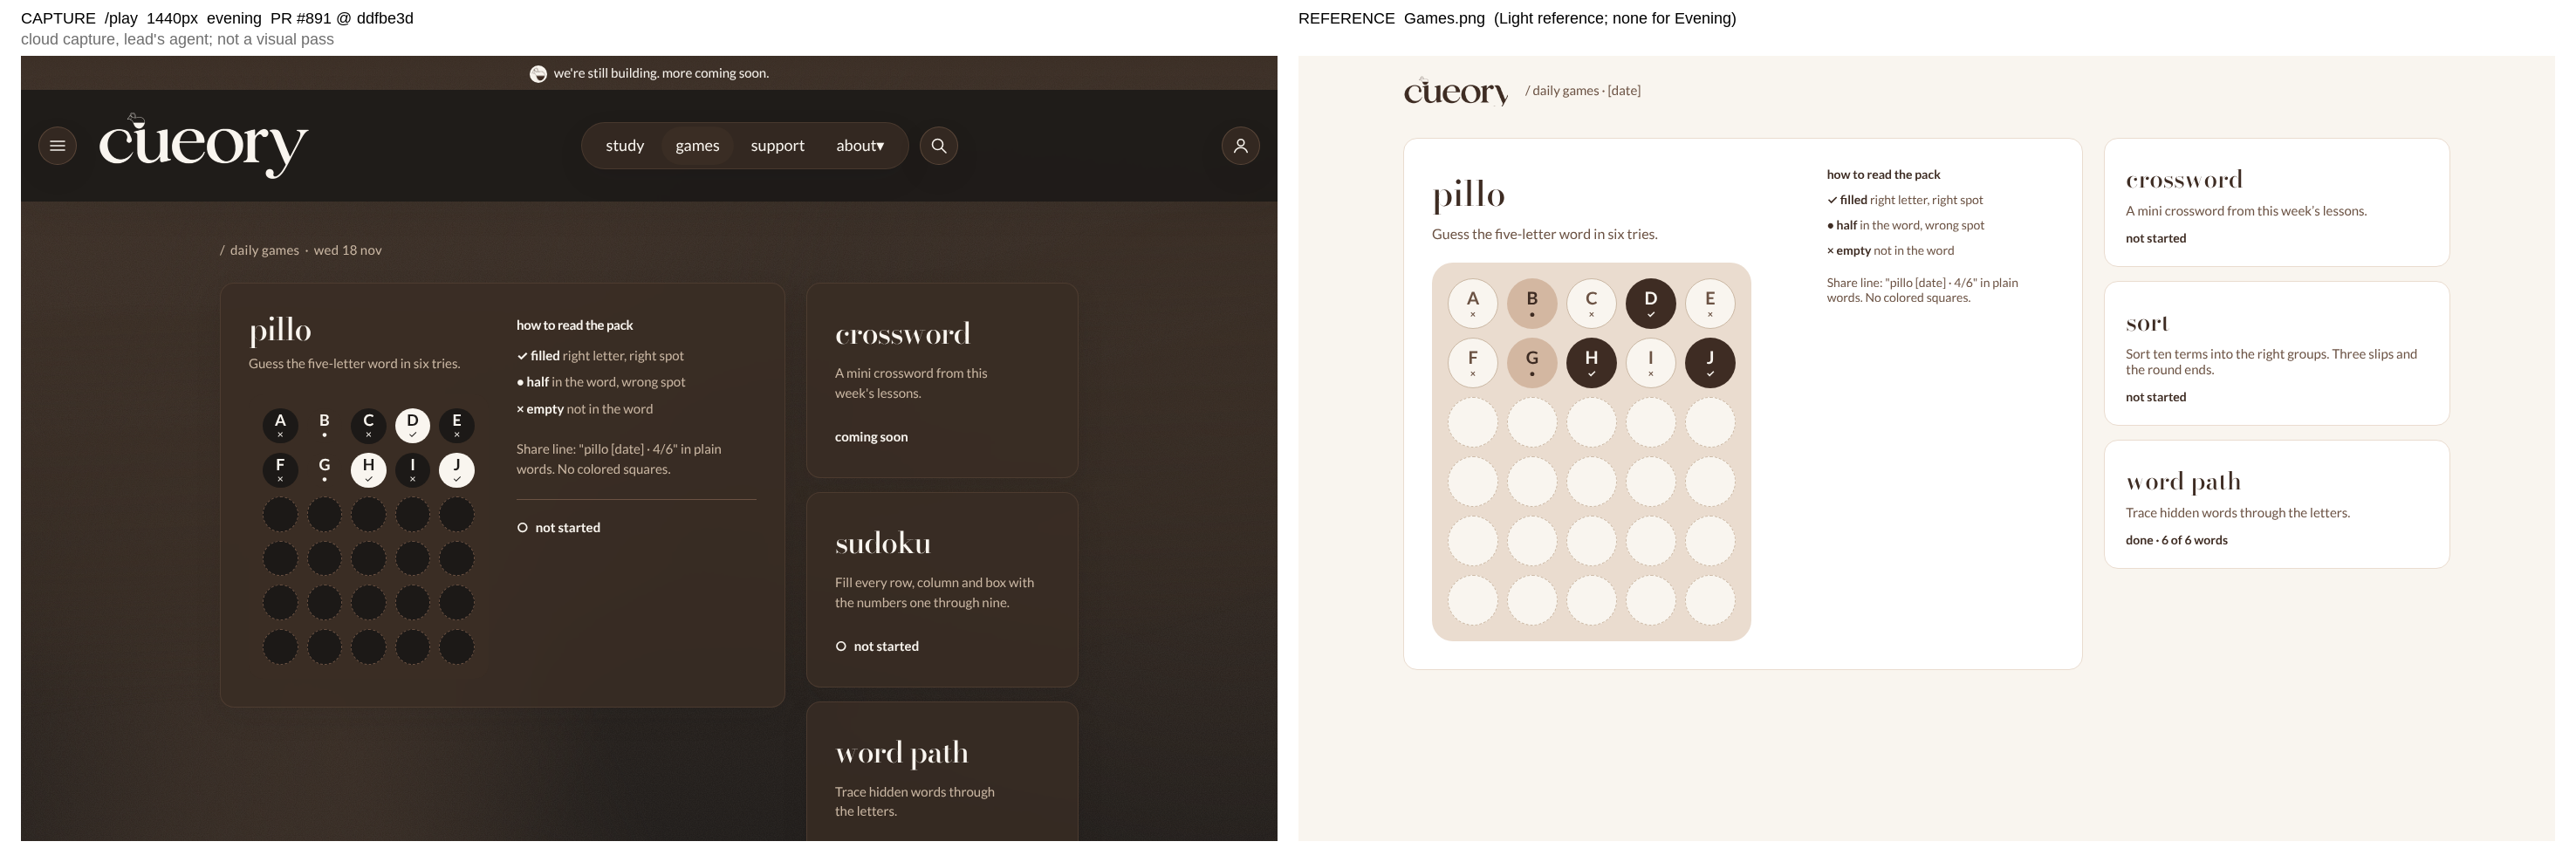 CAPTURE /play 1440px evening PR #891 @ ddfbe3d
cloud capture, lead's agent; not a visual pass
we're still building. more coming soon.
cueory
study games support about▾
/ daily games · wed 18 nov
pillo
Guess the five-letter word in six tries.
A × B • C × D ✓ E ×
F × G • H ✓ I × J ✓
how to read the pack
✓ filled right letter, right spot
• half in the word, wrong spot
× empty not in the word
Share line: "pillo [date] · 4/6" in plain
words. No colored squares.
not started
crossword
A mini crossword from this
week's lessons.
coming soon
sudoku
Fill every row, column and box with
the numbers one through nine.
not started
word path
Trace hidden words through
the letters.
REFERENCE Games.png (Light reference; none for Evening)
cueory / daily games · [date]
pillo
Guess the five-letter word in six tries.
A × B • C × D ✓ E ×
F × G • H ✓ I × J ✓
how to read the pack
✓ filled right letter, right spot
• half in the word, wrong spot
× empty not in the word
Share line: "pillo [date] · 4/6" in plain
words. No colored squares.
crossword
A mini crossword from this week's lessons.
not started
sort
Sort ten terms into the right groups. Three slips and
the round ends.
not started
word path
Trace hidden words through the letters.
done · 6 of 6 words